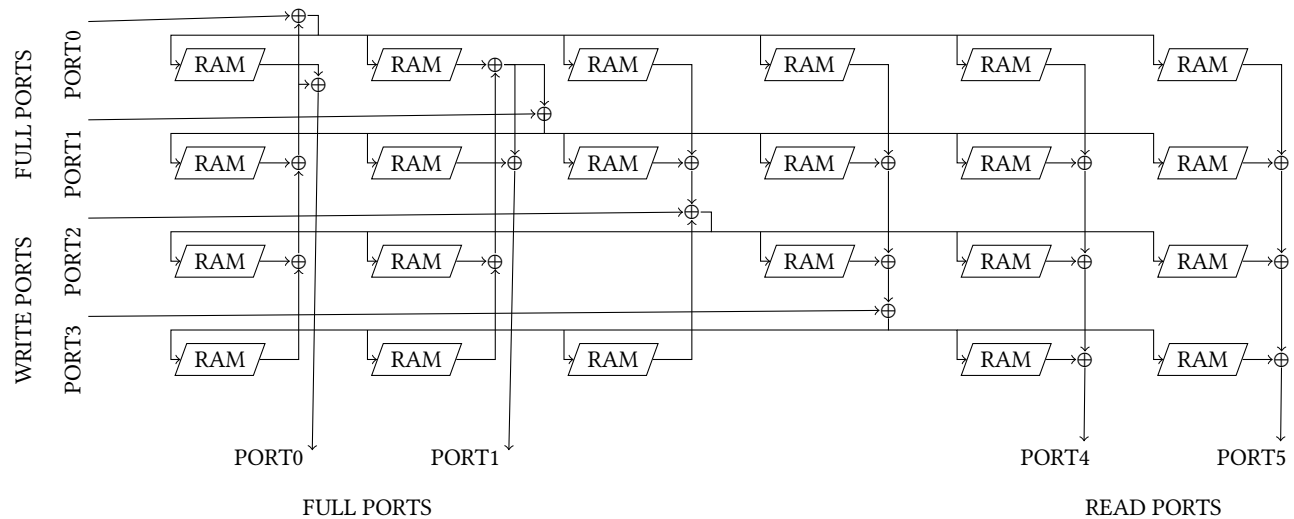 FULL PORTS
WRITE PORTS
PORT0
PORT1
PORT2
PORT3
RAM RAM RAM RAM RAM RAM
RAM RAM RAM RAM RAM RAM
RAM RAM RAM RAM RAM
RAM RAM RAM RAM RAM
PORT0 PORT1 PORT4 PORT5
FULL PORTS READ PORTS